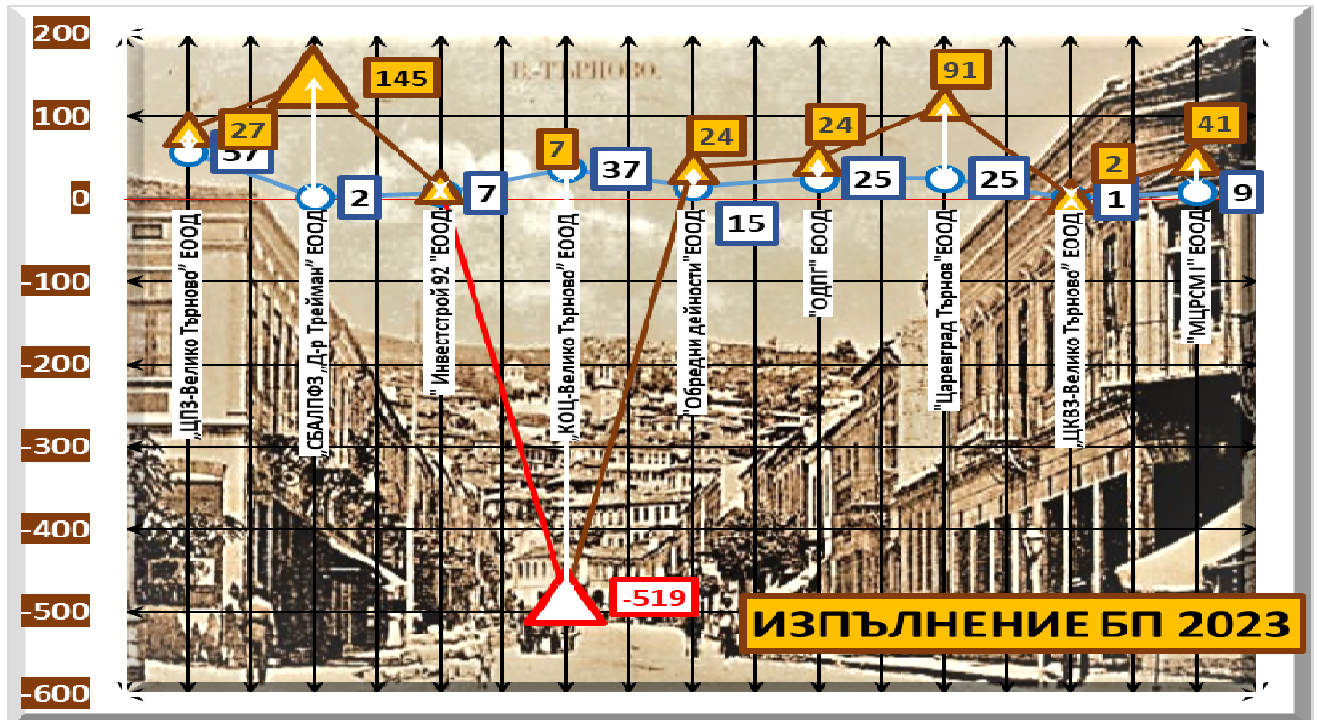 200
100
0
-100
-200
-300
-400
-500
-600
В.-ТЪРНОВО.
145
27
37
2
7
7
37
24
15
24
25
91
25
2
1
41
9
-519
„ЦПЗ-Велико Търново” ЕООД
„СБАЛПФЗ „Д-р Трейман” ЕООД
" Инвестстрой 92 "ЕООД
„КОЦ-Велико Търново” ЕООД
"Обредни дейности "ЕООД
"ОДПГ" ЕООД
"Царевград Търнов "ЕООД
„ЦКВЗ-Велико Търново” ЕООД
"МЦРСМ I" ЕООД
ИЗПЪЛНЕНИЕ БП 2023